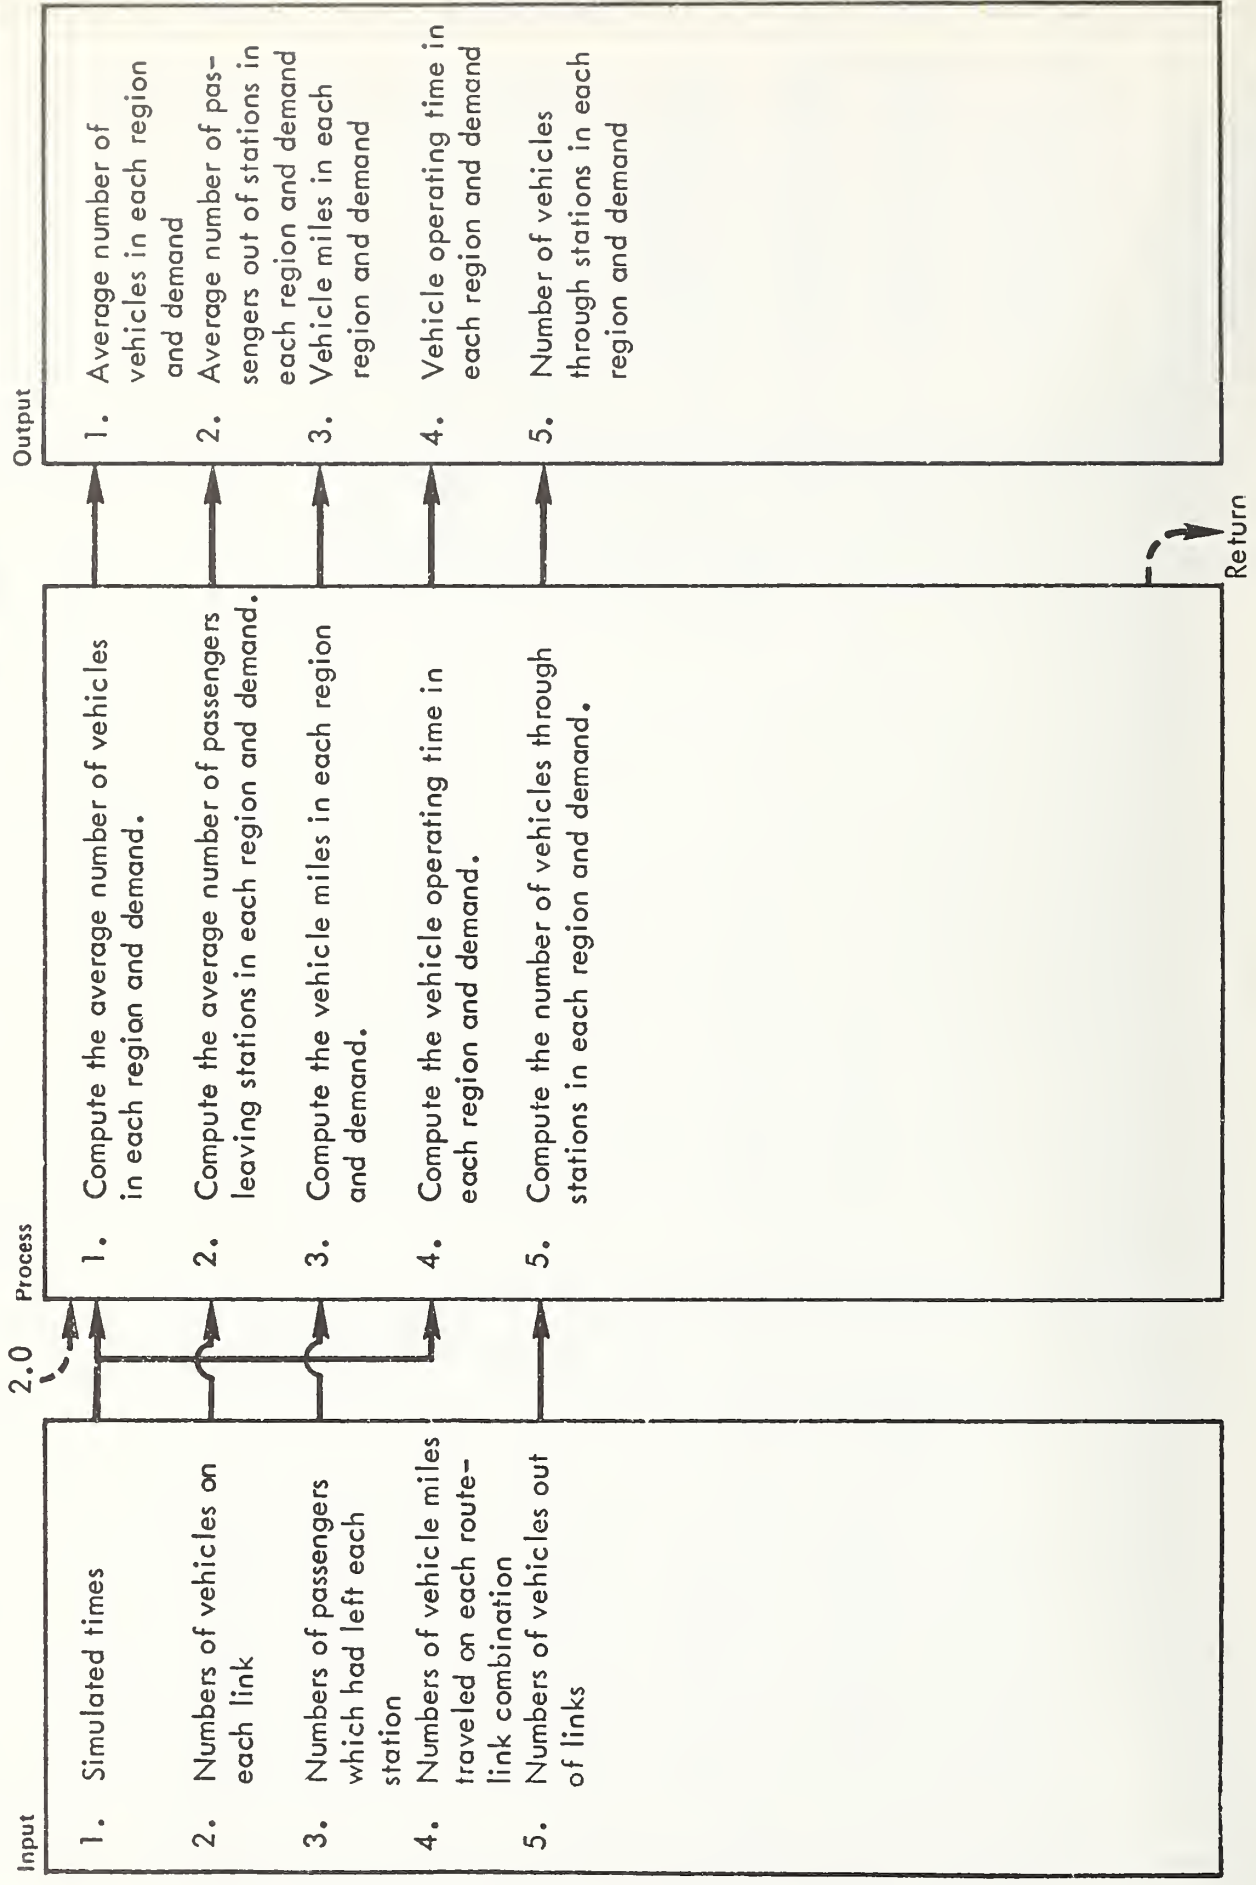 Input
1. Simulated times
2. Numbers of vehicles on
each link
3. Numbers of passengers
which had left each
station
4. Numbers of vehicle miles
traveled on each route-
link combination
5. Numbers of vehicles out
of links
2.0
Process
1. Compute the average number of vehicles
in each region and demand.
2. Compute the average number of passengers
leaving stations in each region and demand.
3. Compute the vehicle miles in each region
and demand.
4. Compute the vehicle operating time in
each region and demand.
5. Compute the number of vehicles through
stations in each region and demand.
Return
Output
1. Average number of
vehicles in each region
and demand
2. Average number of pas-
sengers out of stations in
each region and demand
3. Vehicle miles in each
region and demand
4. Vehicle operating time in
each region and demand
5. Number of vehicles
through stations in each
region and demand